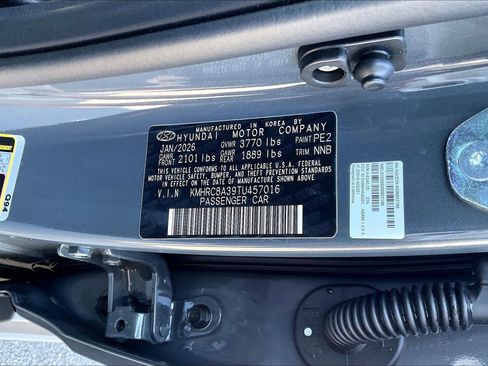 MANUFACTURED IN KOREA BY
HYUNDAI MOTOR COMPANY
JAN/2026 GVWR 3770 lbs PAINT PE2
GAWR F 2101 lbs GAWR R 1889 lbs TRIM NNB
THIS VEHICLE CONFORMS TO ALL APPLICABLE U.S.A. FEDERAL
MOTOR VEHICLE SAFETY, BUMPER, AND THEFT PREVENTION
STANDARDS IN EFFECT ON THE DATE OF MANUFACTURE SHOWN ABOVE.
V.I.N KMHRC8A39TU457016
PASSENGER CAR